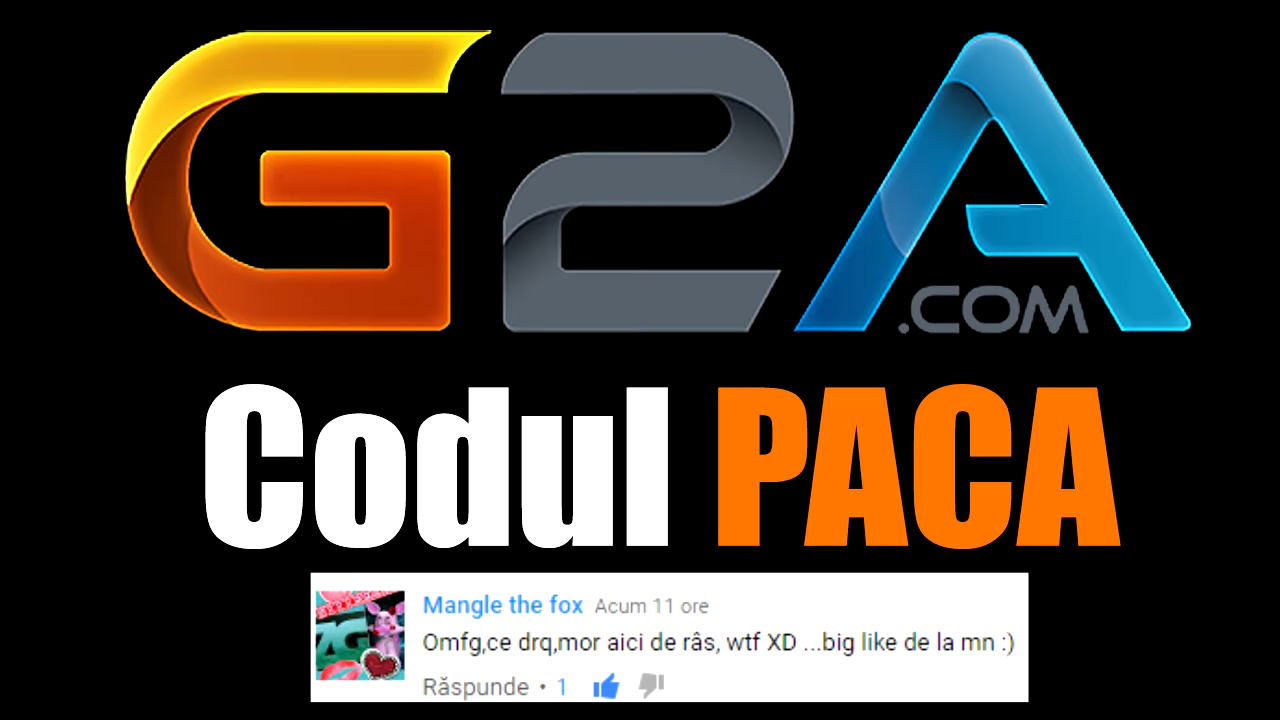 G2A
.COM
Codul PACA
Mangle the fox Acum 11 ore
Omfg,ce drq,mor aici de râs, wtf XD ...big like de la mn :)
Răspunde • 1